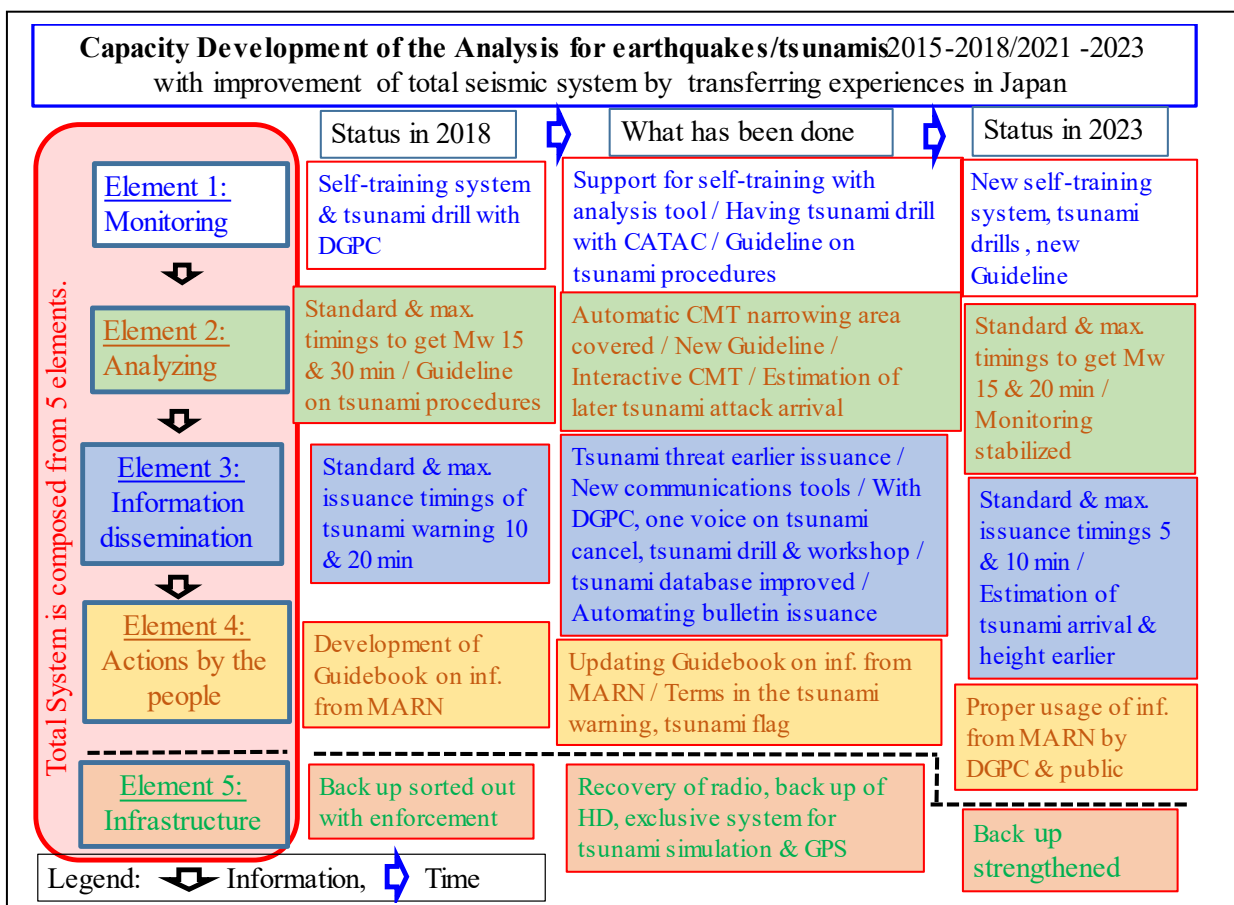 Capacity Development of the Analysis for earthquakes/tsunamis2015-2018/2021 -2023
with improvement of total seismic system by transferring experiences in Japan
Status in 2018
What has been done
Status in 2023
Total System is composed from 5 elements.
Element 1:
Monitoring
Self-training system
& tsunami drill with
DGPC
Support for self-training with
analysis tool / Having tsunami drill
with CATAC / Guideline on
tsunami procedures
New self-training
system, tsunami
drills , new
Guideline
Element 2:
Analyzing
Standard & max.
timings to get Mw 15
& 30 min / Guideline
on tsunami procedures
Automatic CMT narrowing area
covered / New Guideline /
Interactive CMT / Estimation of
later tsunami attack arrival
Standard & max.
timings to get Mw
15 & 20 min /
Monitoring
stabilized
Element 3:
Information
dissemination
Standard & max.
issuance timings of
tsunami warning 10
& 20 min
Tsunami threat earlier issuance /
New communications tools / With
DGPC, one voice on tsunami
cancel, tsunami drill & workshop /
tsunami database improved /
Automating bulletin issuance
Standard & max.
issuance timings 5
& 10 min /
Estimation of
tsunami arrival &
height earlier
Element 4:
Actions by the
people
Development of
Guidebook on inf.
from MARN
Updating Guidebook on inf. from
MARN / Terms in the tsunami
warning, tsunami flag
Proper usage of inf.
from MARN by
DGPC & public
Element 5:
Infrastructure
Back up sorted out
with enforcement
Recovery of radio, back up of
HD, exclusive system for
tsunami simulation & GPS
Back up
strengthened
Legend: Information, Time